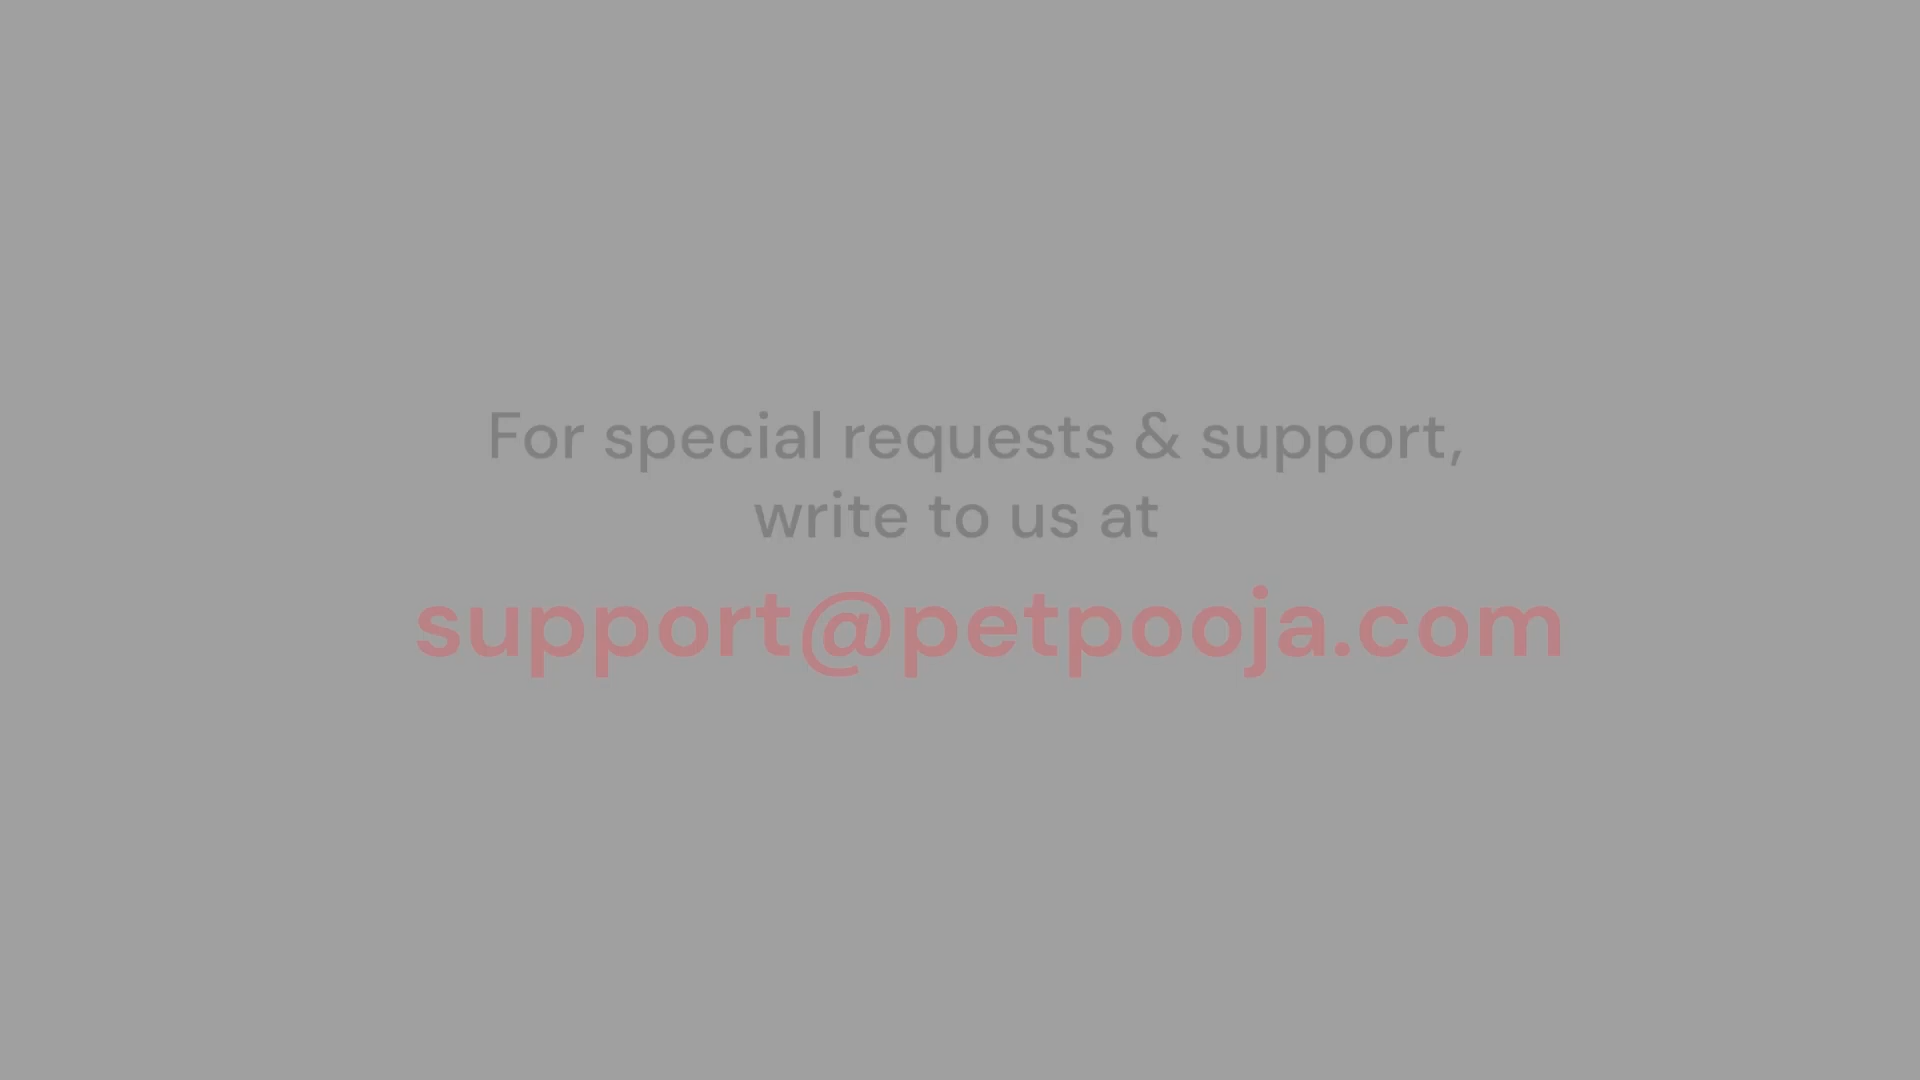 For special requests & support,
write to us at
support@petpooja.com